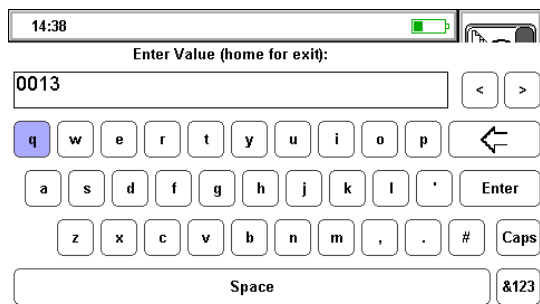 14:38
Enter Value (home for exit):
0013
< >
q w e r t y u i o p
a s d f g h j k l ' Enter
z x c v b n m , . # Caps
Space &123